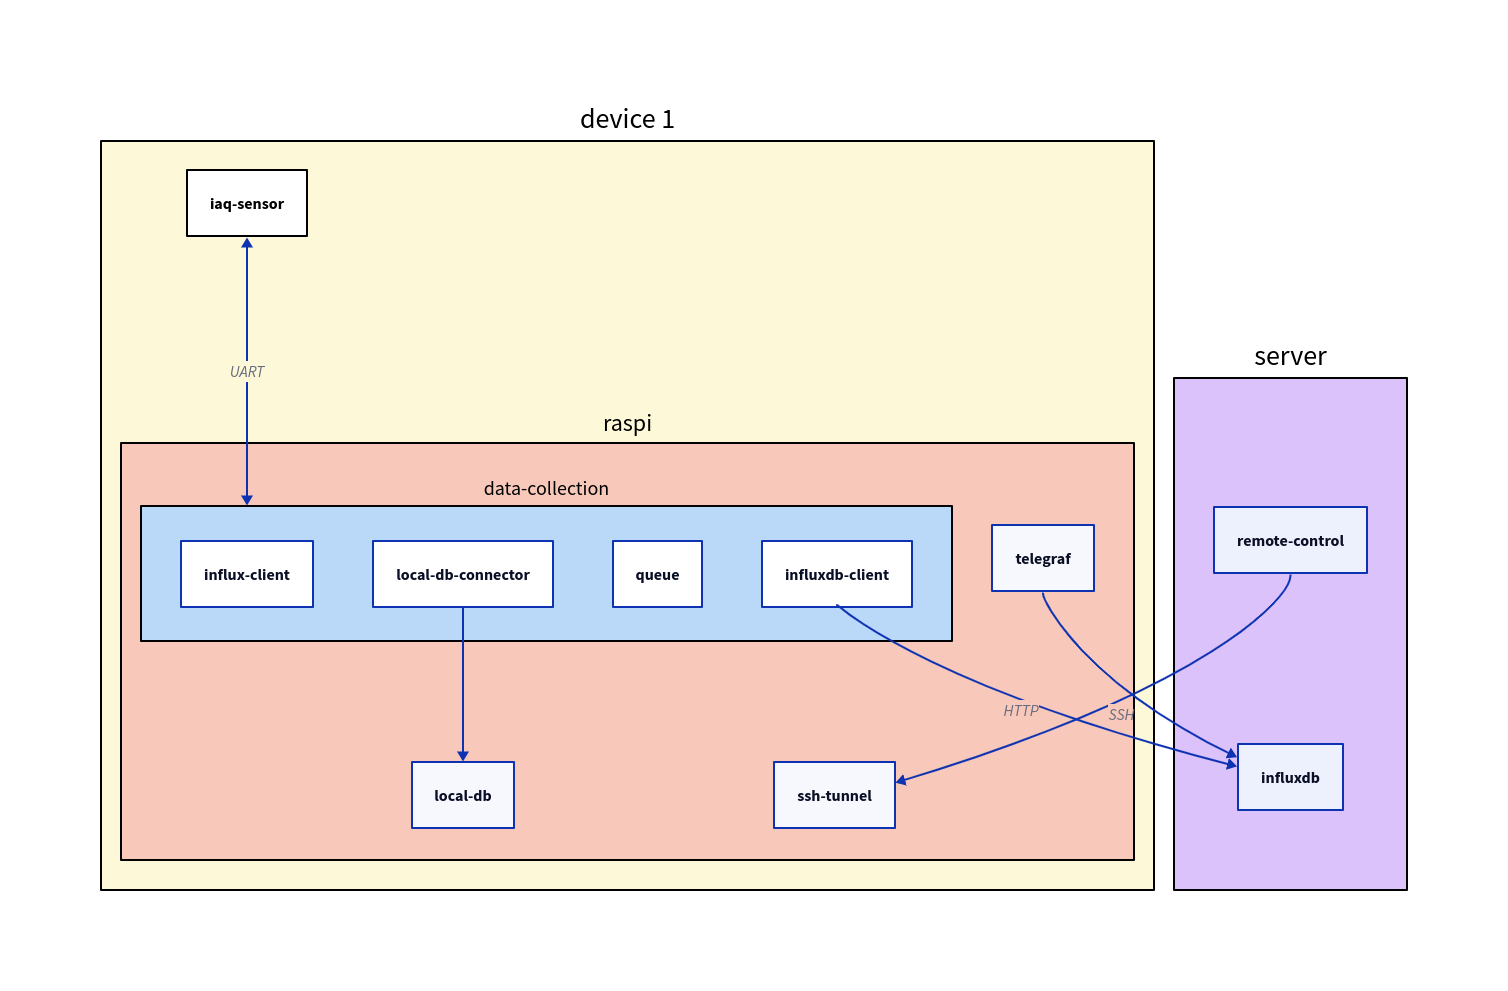 device 1
iaq-sensor
UART
server
raspi
data-collection
influx-client
local-db-connector
queue
influxdb-client
telegraf
remote-control
HTTP
SSH
local-db
ssh-tunnel
influxdb